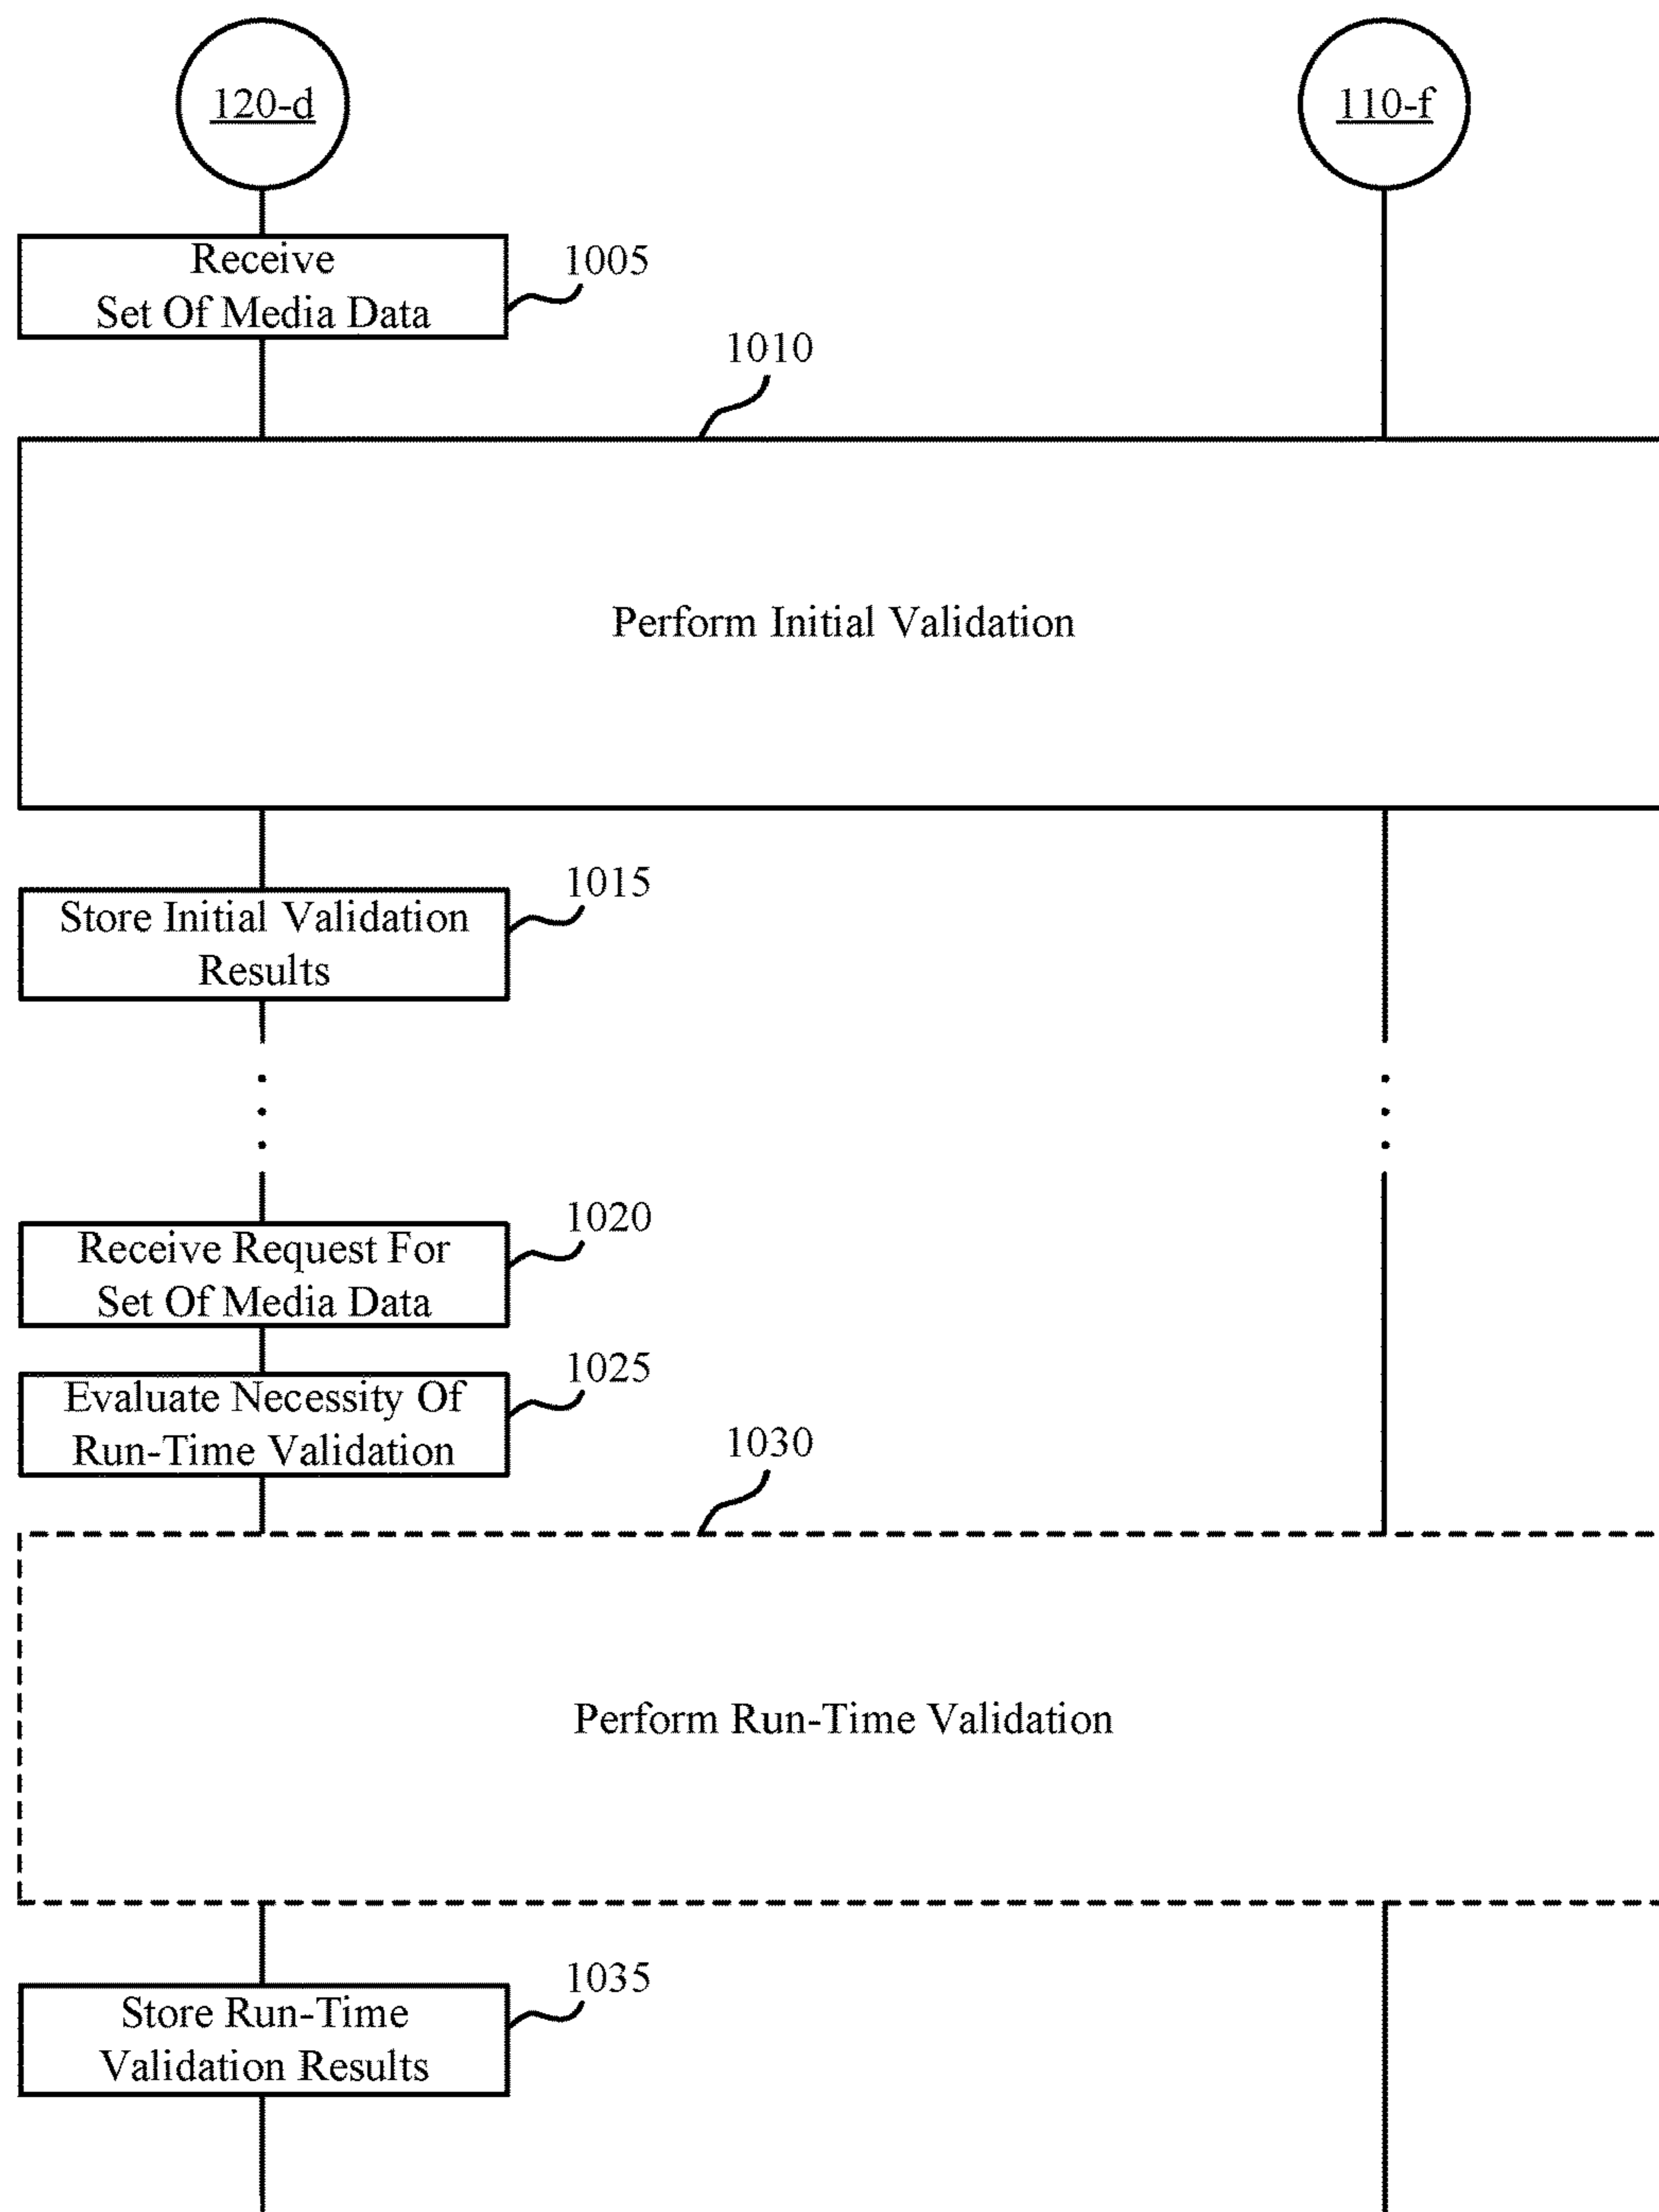 120-d
110-f
Receive
Set Of Media Data
1005
1010
Perform Initial Validation
1015
Store Initial Validation
Results
1020
Receive Request For
Set Of Media Data
1025
Evaluate Necessity Of
Run-Time Validation
1030
Perform Run-Time Validation
1035
Store Run-Time
Validation Results